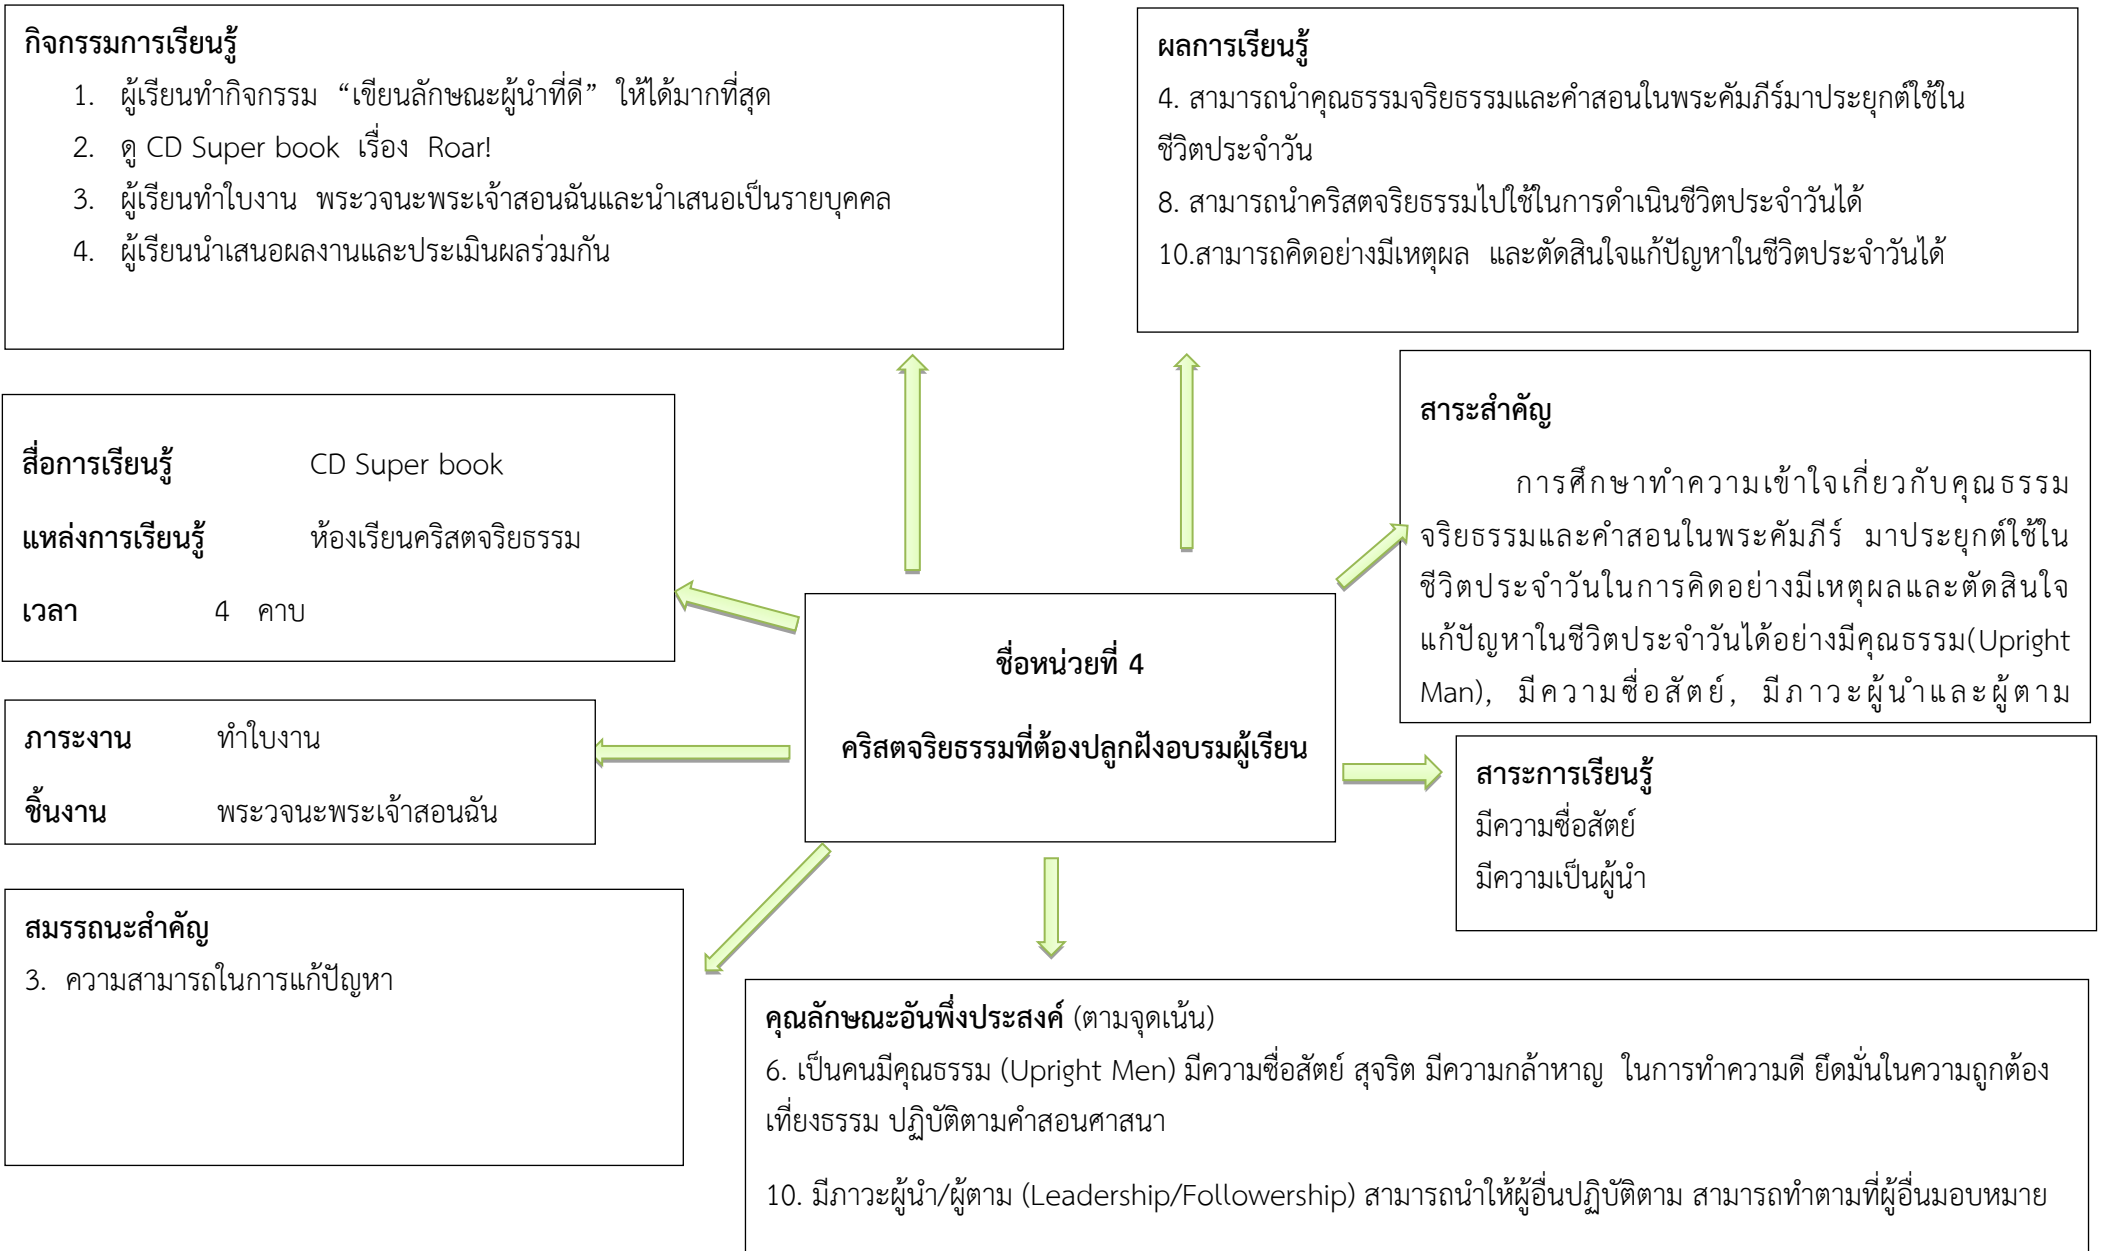 กิจกรรมการเรียนรู้
1. ผู้เรียนทำกิจกรรม “เขียนลักษณะผู้นำที่ดี” ให้ได้มากที่สุด
2. ดู CD Super book เรื่อง Roar!
3. ผู้เรียนทำใบงาน พระวจนะพระเจ้าสอนฉันและนำเสนอเป็นรายบุคคล
4. ผู้เรียนนำเสนอผลงานและประเมินผลร่วมกัน
ผลการเรียนรู้
4. สามารถนำคุณธรรมจริยธรรมและคำสอนในพระคัมภีร์มาประยุกต์ใช้ใน
ชีวิตประจำวัน
8. สามารถนำคริสตจริยธรรมไปใช้ในการดำเนินชีวิตประจำวันได้
10.สามารถคิดอย่างมีเหตุผล และตัดสินใจแก้ปัญหาในชีวิตประจำวันได้
สื่อการเรียนรู้ CD Super book
แหล่งการเรียนรู้ ห้องเรียนคริสตจริยธรรม
เวลา 4 คาบ
สาระสำคัญ
การศึกษาทำความเข้าใจเกี่ยวกับคุณธรรม
จริยธรรมและคำสอนในพระคัมภีร์ มาประยุกต์ใช้ใน
ชีวิตประจำวันในการคิดอย่างมีเหตุผลและตัดสินใจ
แก้ปัญหาในชีวิตประจำวันได้อย่างมีคุณธรรม(Upright
Man), มีความซื่อสัตย์, มีภาวะผู้นำและผู้ตาม
ชื่อหน่วยที่ 4
คริสตจริยธรรมที่ต้องปลูกฝังอบรมผู้เรียน
ภาระงาน ทำใบงาน
ชิ้นงาน พระวจนะพระเจ้าสอนฉัน
สาระการเรียนรู้
มีความซื่อสัตย์
มีความเป็นผู้นำ
สมรรถนะสำคัญ
3. ความสามารถในการแก้ปัญหา
คุณลักษณะอันพึ่งประสงค์ (ตามจุดเน้น)
6. เป็นคนมีคุณธรรม (Upright Men) มีความซื่อสัตย์ สุจริต มีความกล้าหาญ ในการทำความดี ยึดมั่นในความถูกต้อง
เที่ยงธรรม ปฏิบัติตามคำสอนศาสนา
10. มีภาวะผู้นำ/ผู้ตาม (Leadership/Followership) สามารถนำให้ผู้อื่นปฏิบัติตาม สามารถทำตามที่ผู้อื่นมอบหมาย